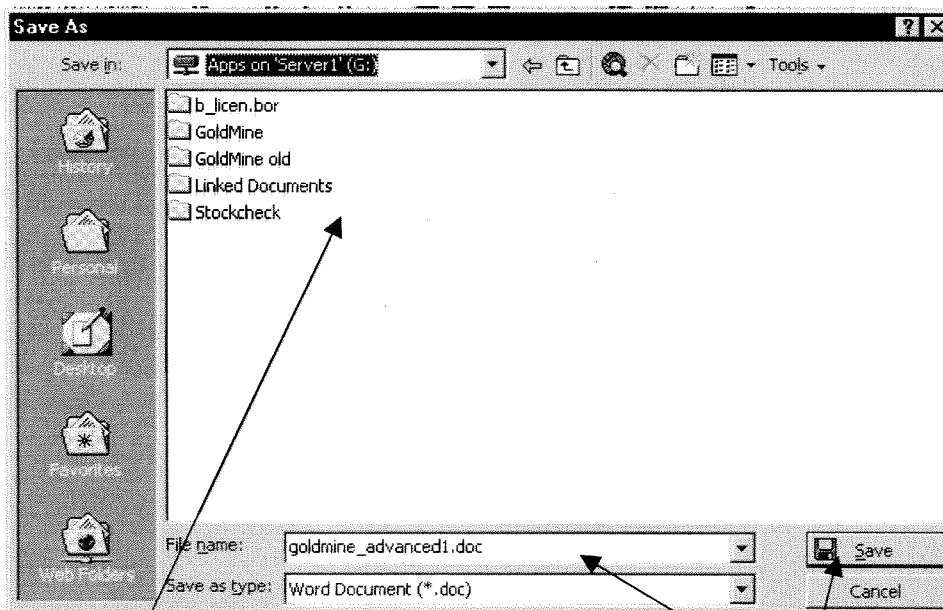 Save As
Save in:
Apps on 'Server1' (G:)
Tools
b_licen.bor
GoldMine
GoldMine old
Linked Documents
Stockcheck
History
Personal
Desktop
Favorites
Web Folders
File name:
goldmine_advanced1.doc
Save
Save as type:
Word Document (*.doc)
Cancel